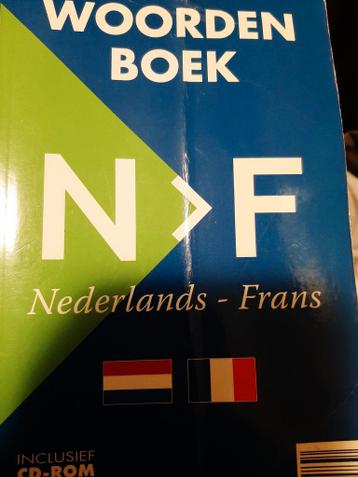 WOORDEN
BOEK
N > F
Nederlands - Frans
INCLUSIEF
CD-ROM